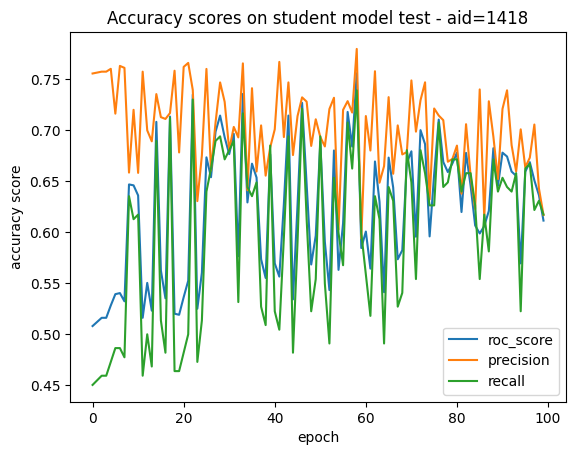 Accuracy scores on student model test - aid=1418
accuracy score
0.75
0.70
0.65
0.60
0.55
0.50
0.45
0
20
40
60
80
100
epoch
roc_score
precision
recall